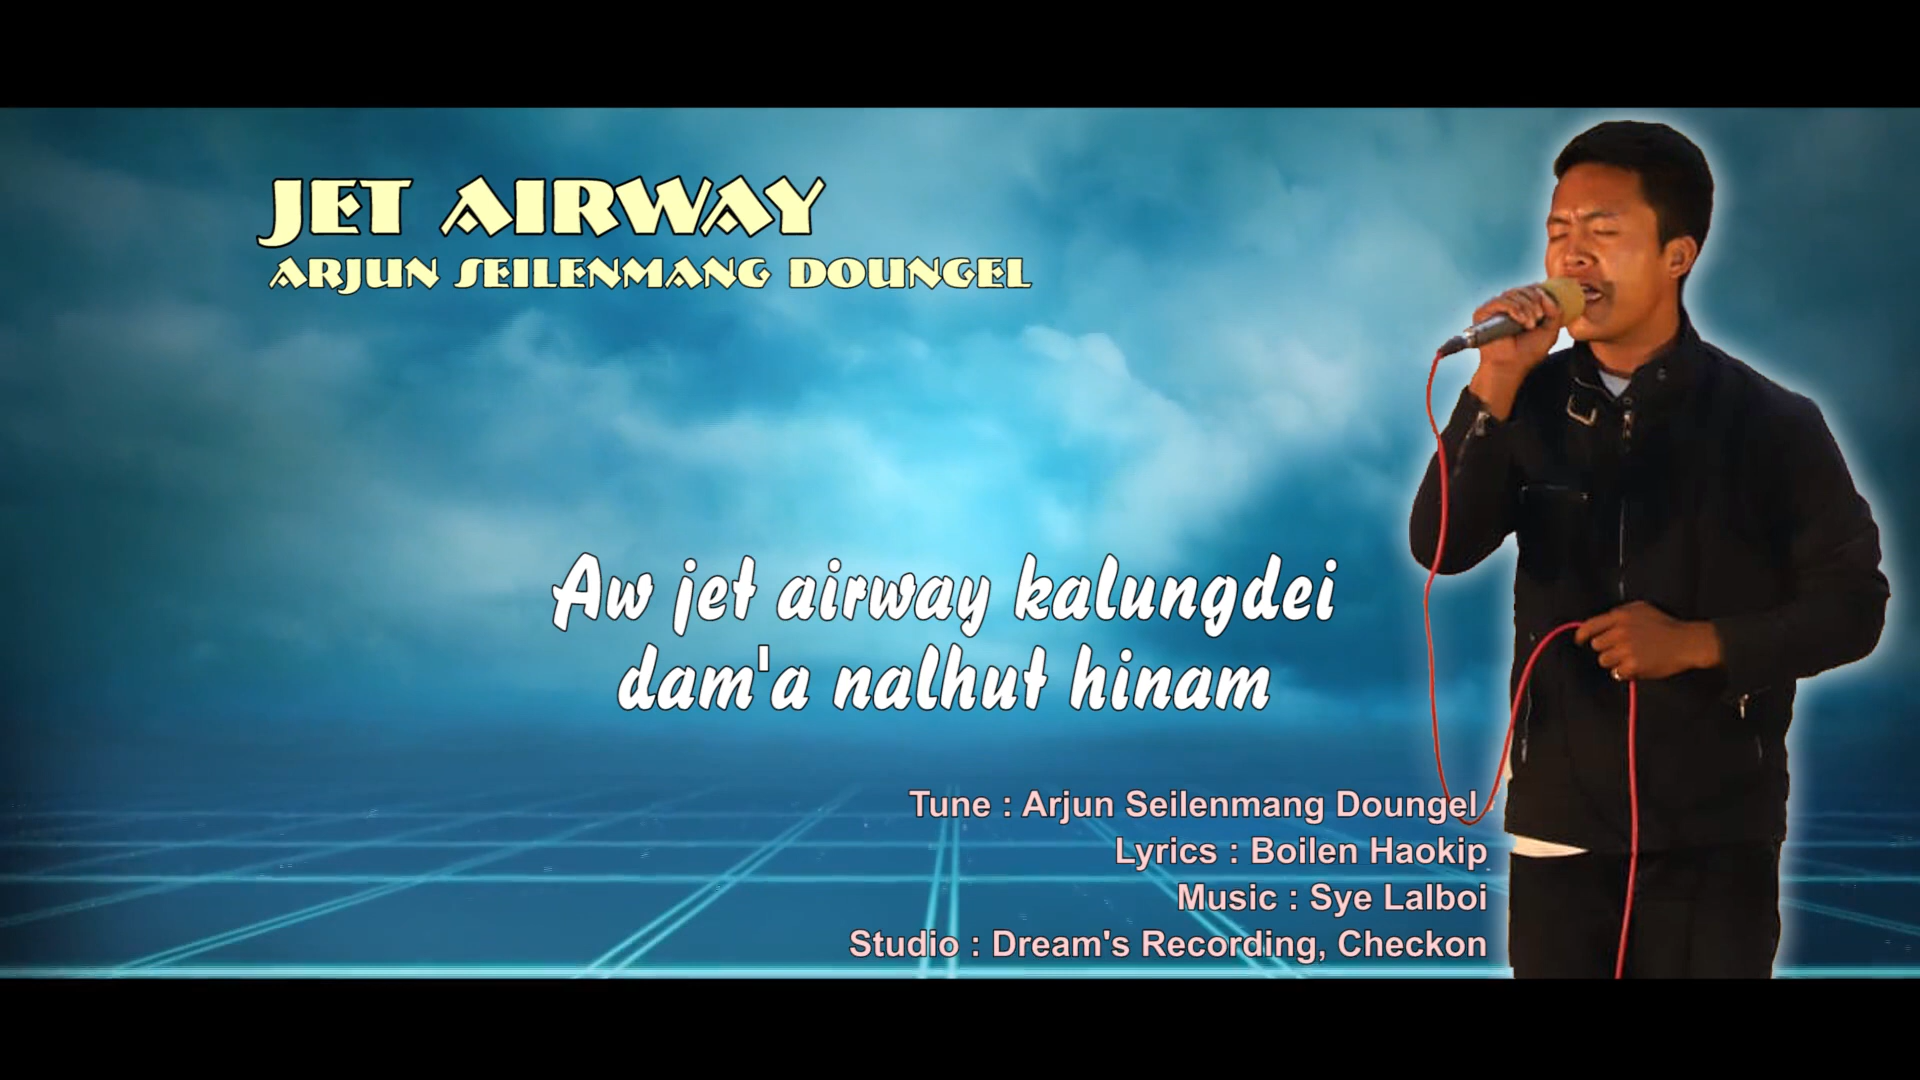 JET AIRWAY
ARJUN SEILENMANG DOUNGEL
Aw jet airway kalungdei
dam'a nalhut hinam
Tune : Arjun Seilenmang Doungel
Lyrics : Boilen Haokip
Music : Sye Lalboi
Studio : Dream's Recording, Checkon